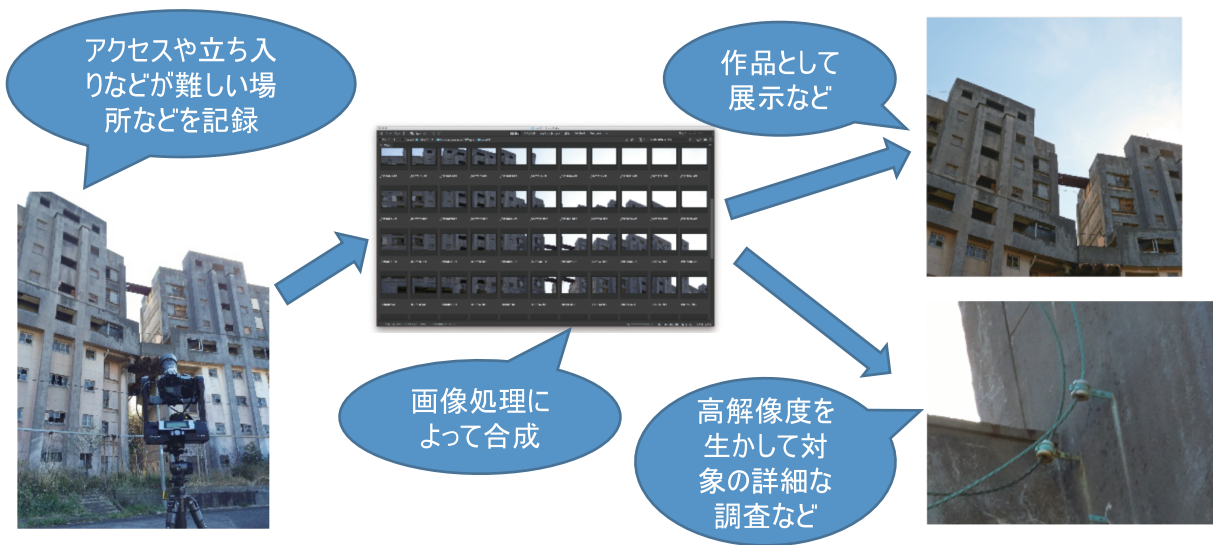 アクセスや立ち入
りなどが難しい場
所などを記録
画像処理に
よって合成
作品として
展示など
高解像度を
生かして対
象の詳細な
調査など